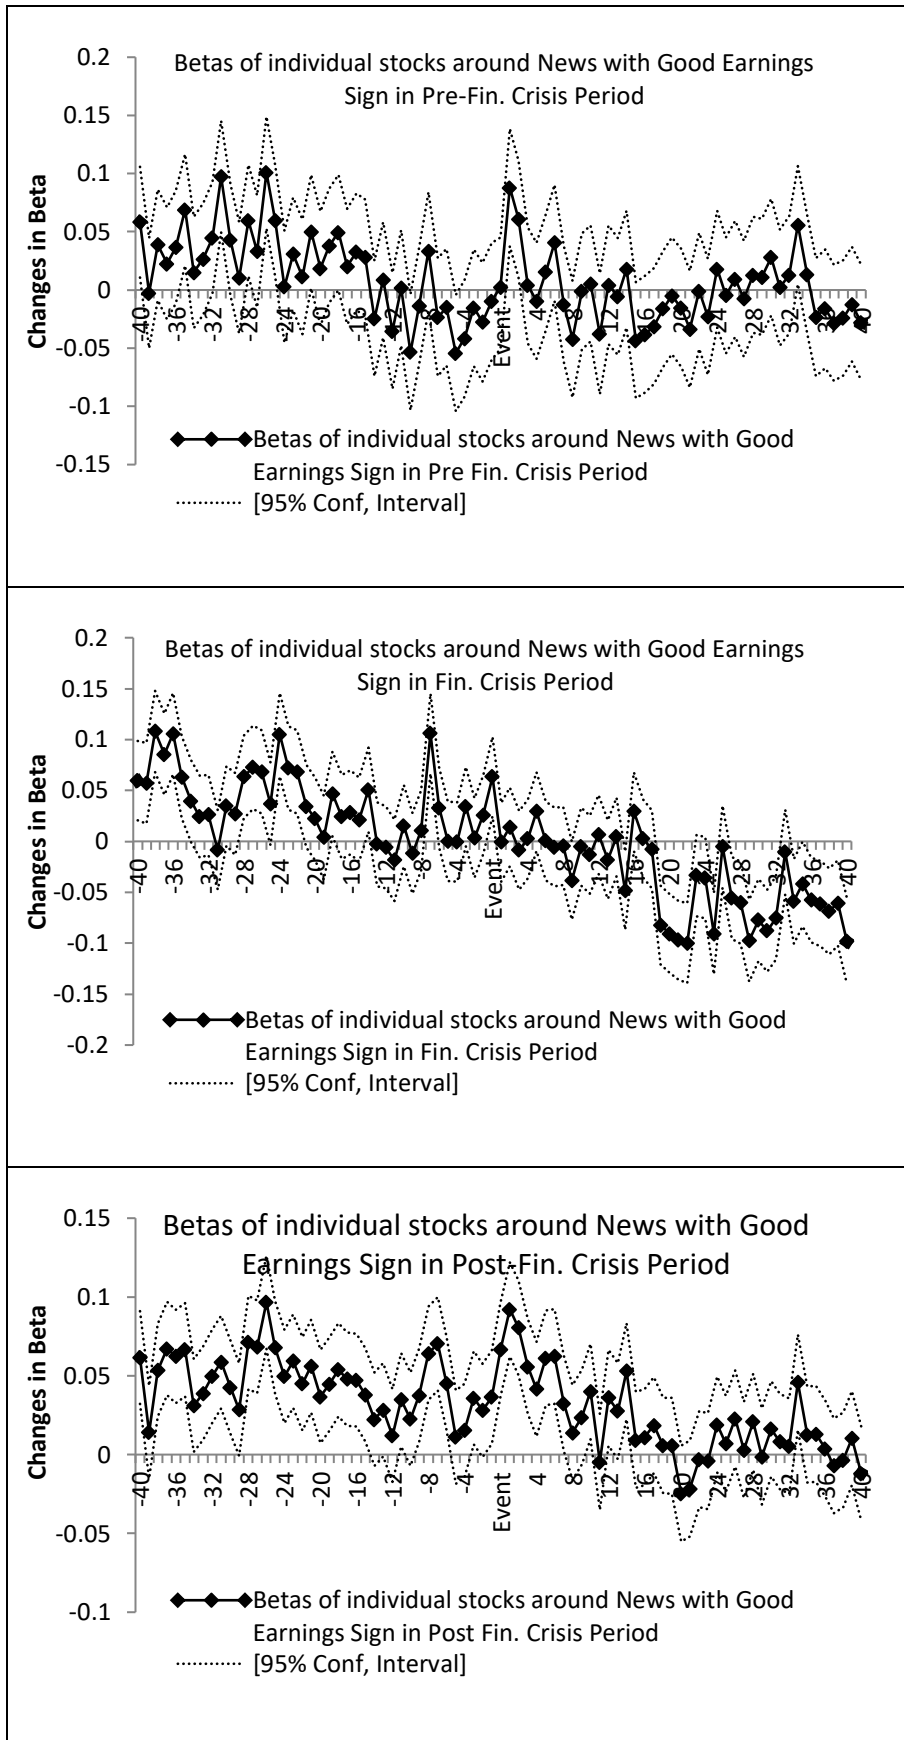 Betas of individual stocks around News with Good Earnings
Sign in Pre-Fin. Crisis Period
Changes in Beta
0.2
0.15
0.1
0.05
0
-0.05
-0.1
-0.15
-40 -36 -32 -28 -24 -20 -16 -12 -8 -4 Event 4 8 12 16 20 24 28 32 36 40
Betas of individual stocks around News with Good
Earnings Sign in Pre Fin. Crisis Period
[95% Conf, Interval]
Betas of individual stocks around News with Good Earnings
Sign in Fin. Crisis Period
Changes in Beta
0.2
0.15
0.1
0.05
0
-0.05
-0.1
-0.2
-40 -36 -32 -28 -24 -20 -16 -12 -8 -4 Event 4 8 12 16 20 24 28 32 36 40
Betas of individual stocks around News with Good
Earnings Sign in Fin. Crisis Period
[95% Conf, Interval]
Betas of individual stocks around News with Good
Earnings Sign in Post-Fin. Crisis Period
Changes in Beta
0.15
0.1
0.05
0
-0.05
-0.1
-40 -36 -32 -28 -24 -20 -16 -12 -8 -4 Event 4 8 12 16 20 24 28 32 36 40
Betas of individual stocks around News with Good
Earnings Sign in Post Fin. Crisis Period
[95% Conf, Interval]